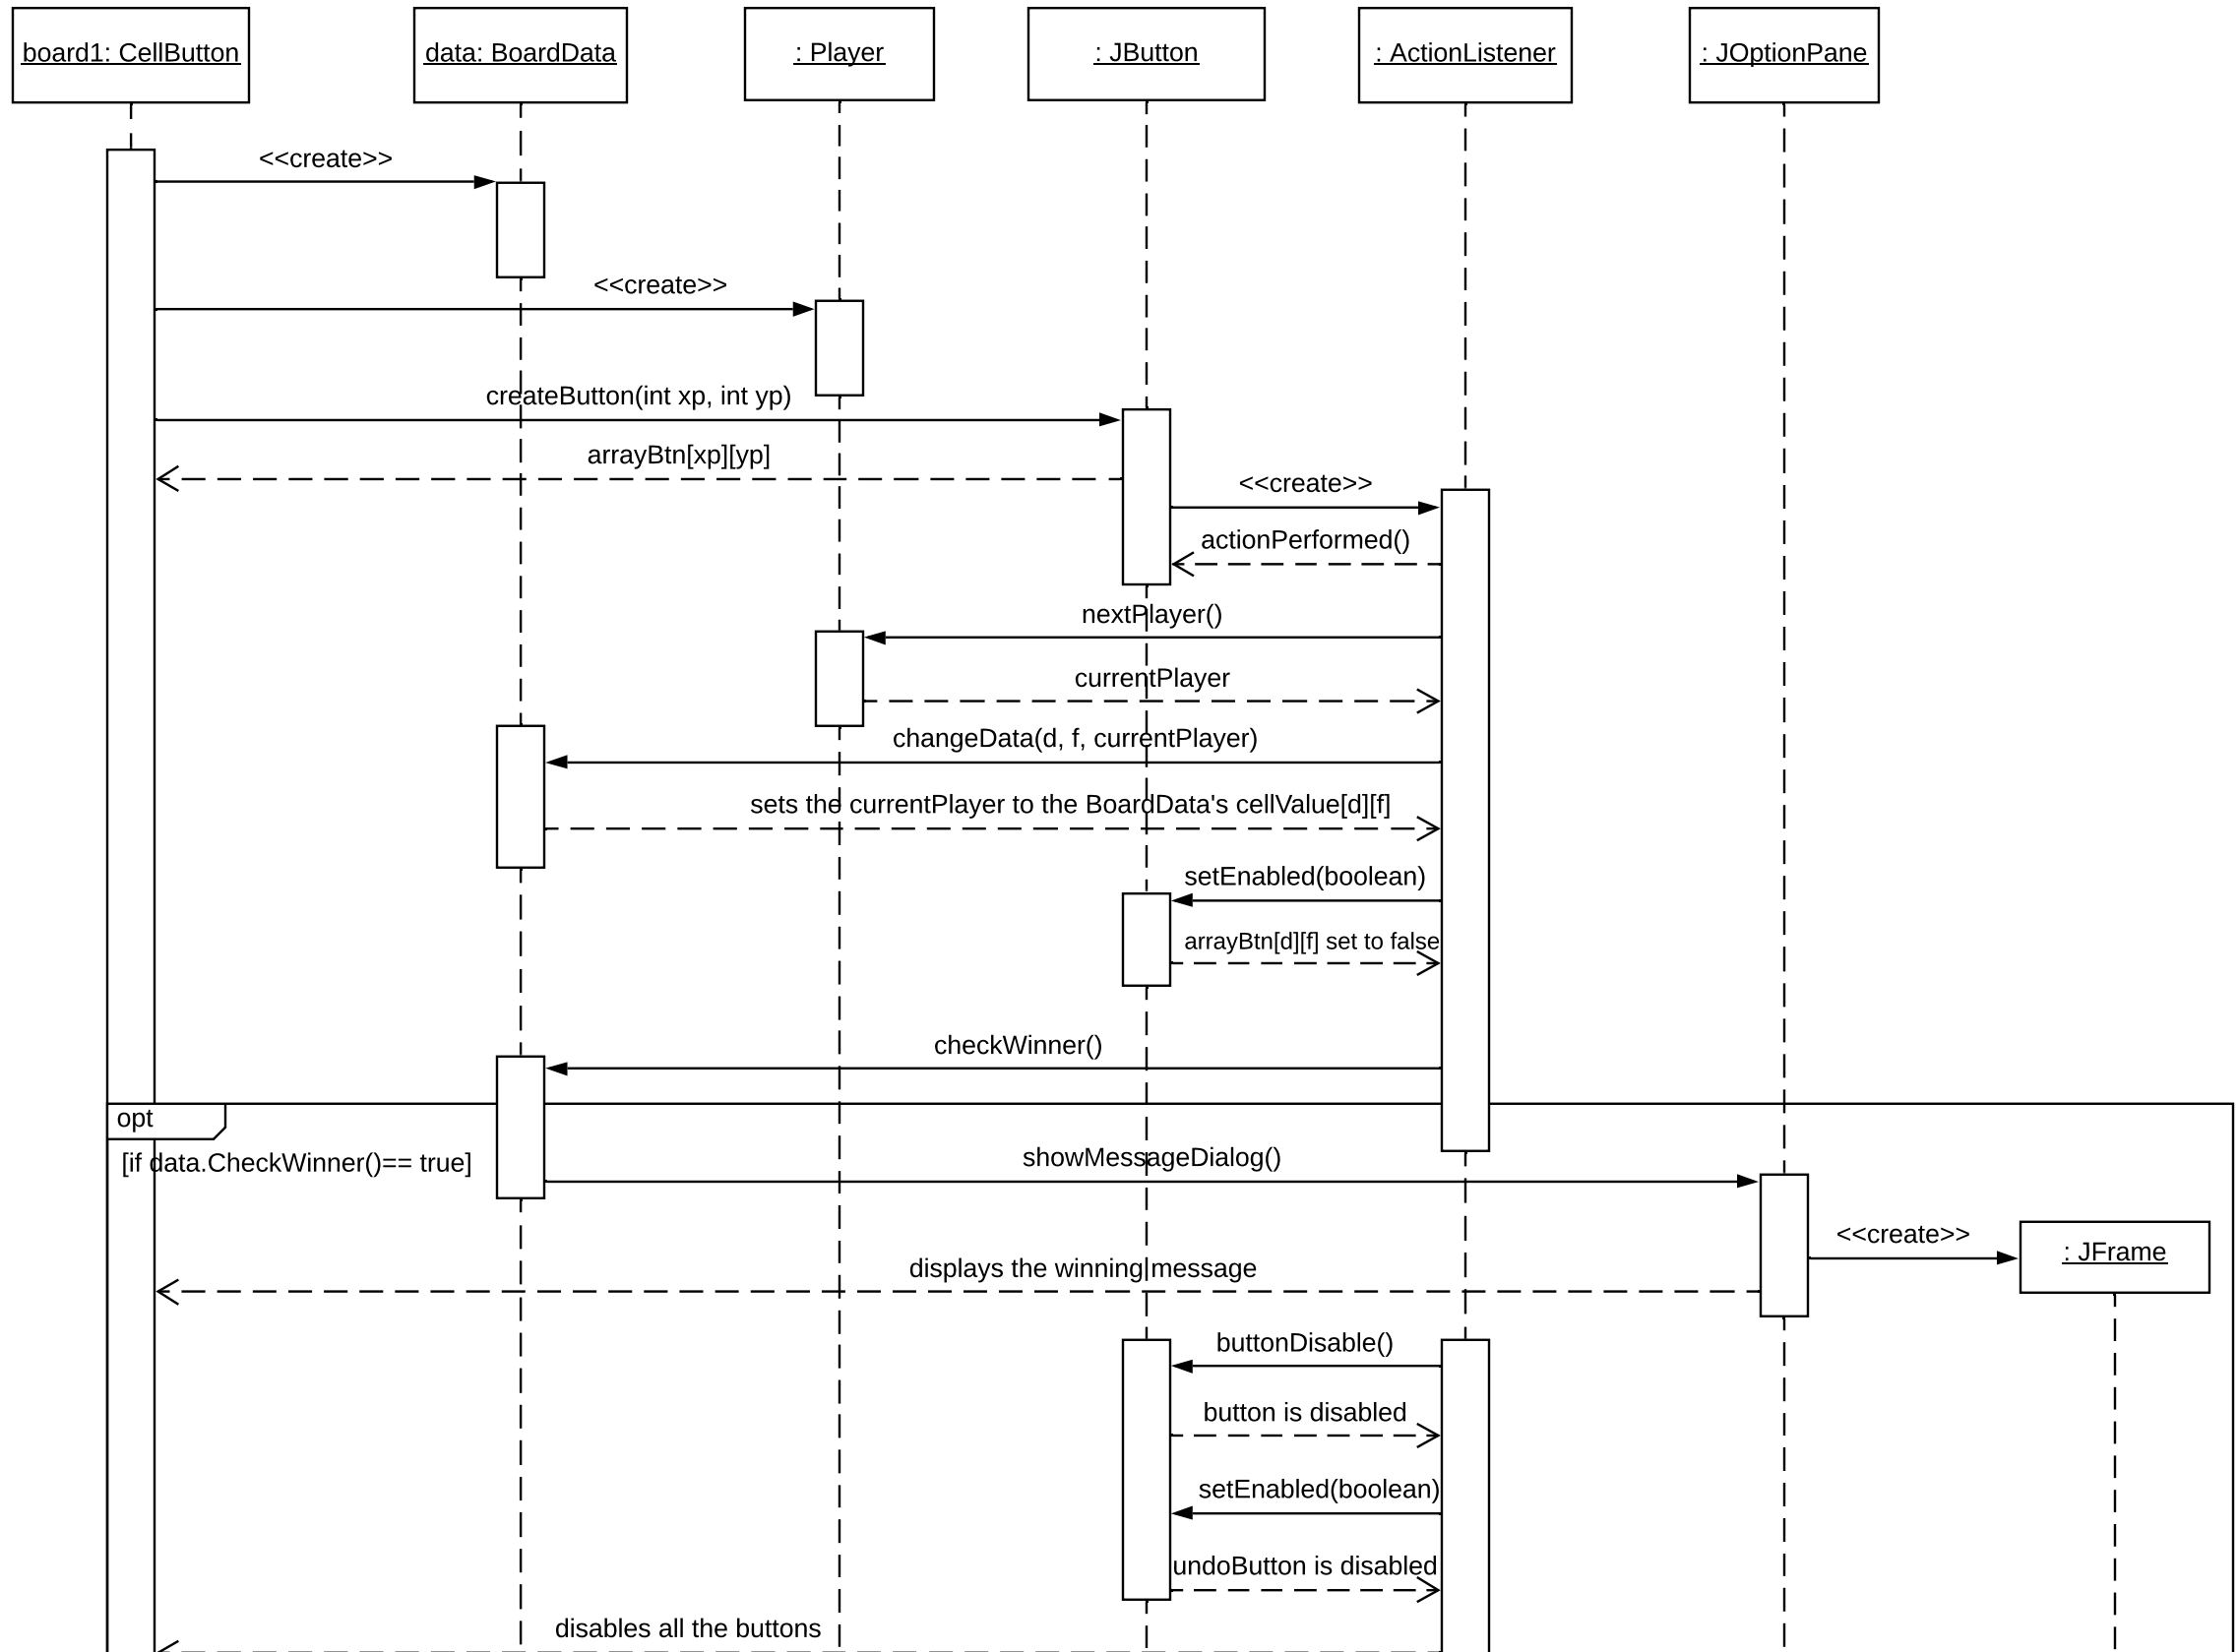 board1: CellButton
data: BoardData
: Player
: JButton
: ActionListener
: JOptionPane
<<create>>
<<create>>
createButton(int xp, int yp)
arrayBtn[xp][yp]
<<create>>
actionPerformed()
nextPlayer()
currentPlayer
changeData(d, f, currentPlayer)
sets the currentPlayer to the BoardData's cellValue[d][f]
setEnabled(boolean)
arrayBtn[d][f] set to false
checkWinner()
opt
[if data.CheckWinner()== true]
showMessageDialog()
<<create>>
: JFrame
displays the winning message
buttonDisable()
button is disabled
setEnabled(boolean)
undoButton is disabled
disables all the buttons